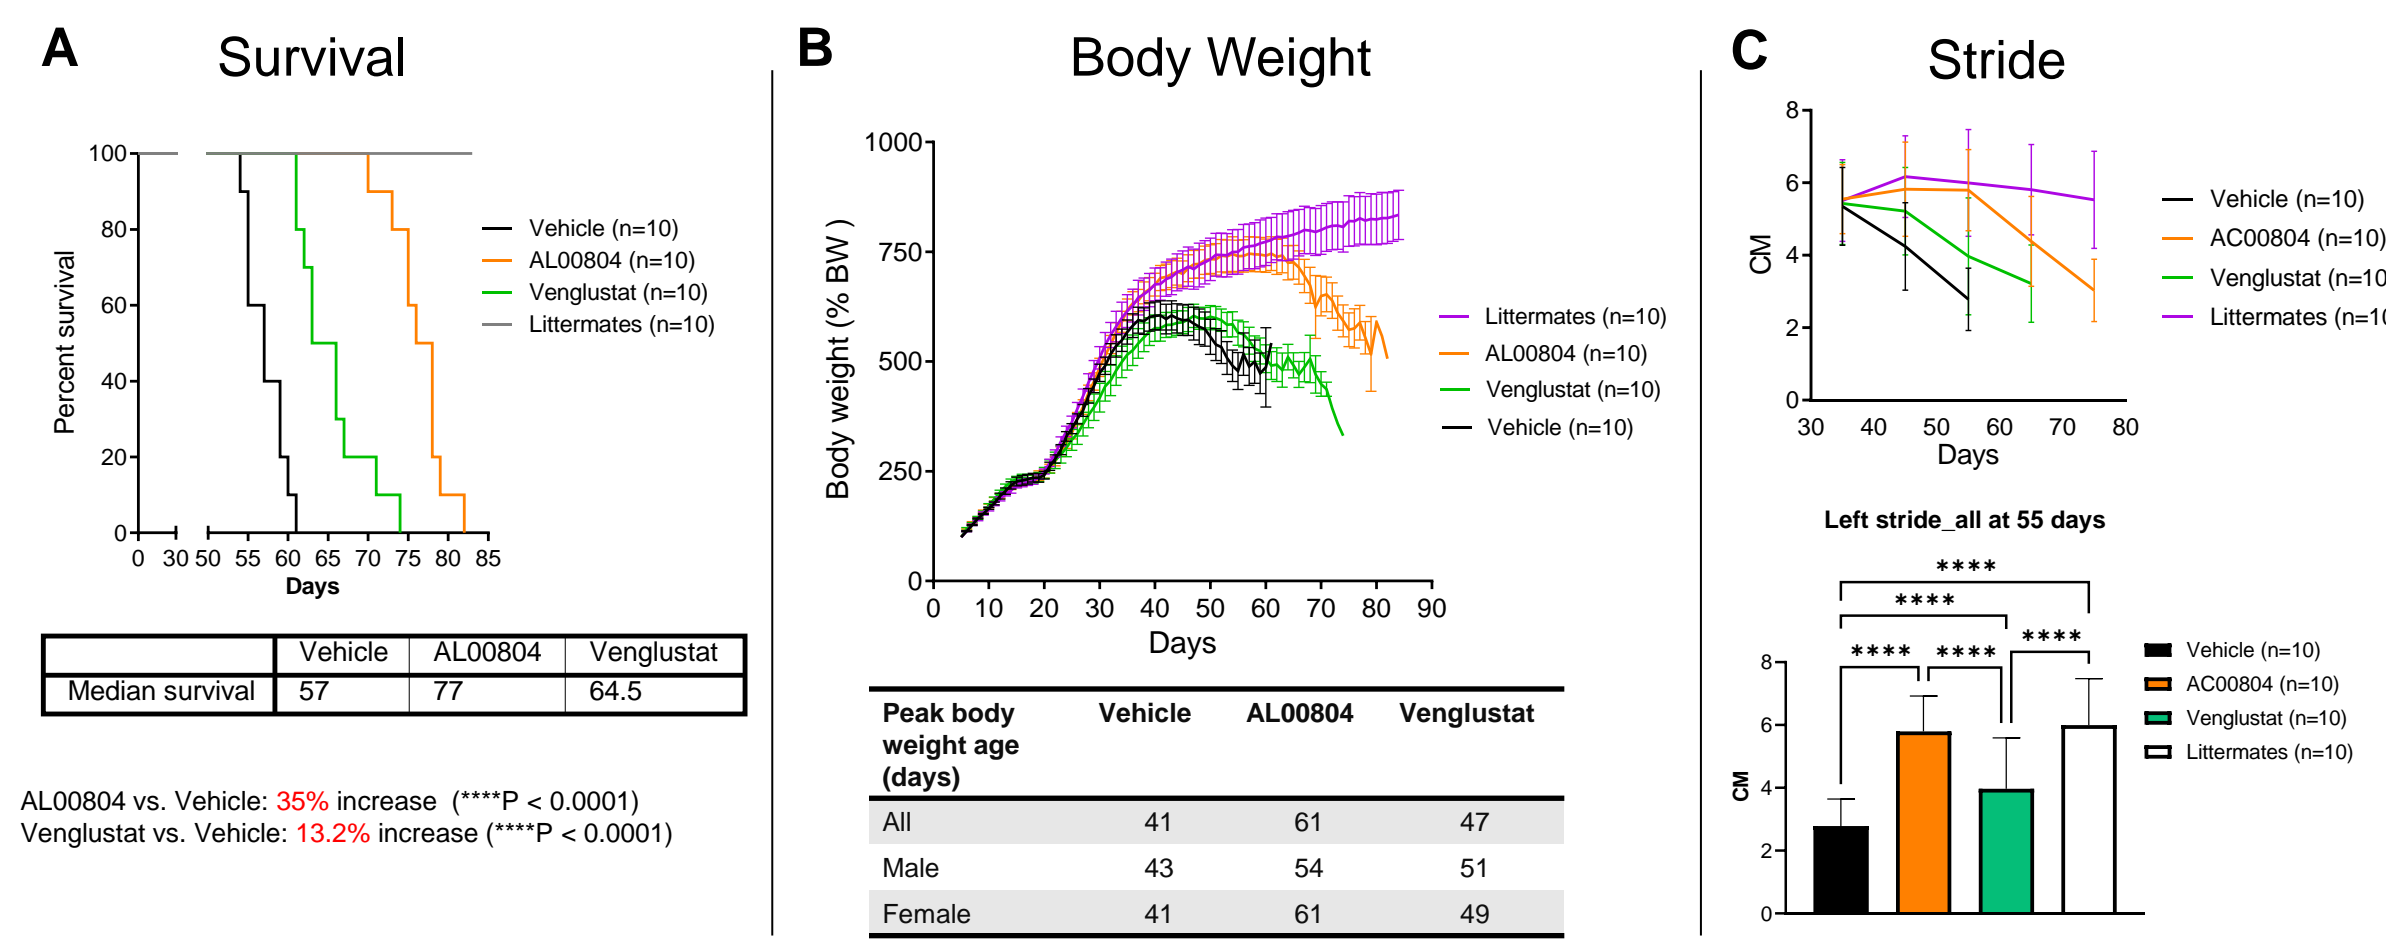 A
Survival
Percent survival
100
80
60
40
20
0
0 30 50 55 60 65 70 75 80 85
Days
Vehicle (n=10)
AL00804 (n=10)
Venglustat (n=10)
Littermates (n=10)
Vehicle AL00804 Venglustat
Median survival 57 77 64.5
AL00804 vs. Vehicle: 35% increase (****P < 0.0001)
Venglustat vs. Vehicle: 13.2% increase (****P < 0.0001)
B
Body Weight
Body weight (% BW )
1000
750
500
250
0
0 10 20 30 40 50 60 70 80 90
Days
Littermates (n=10)
AL00804 (n=10)
Venglustat (n=10)
Vehicle (n=10)
Peak body weight age (days) Vehicle AL00804 Venglustat
All 41 61 47
Male 43 54 51
Female 41 61 49
C
Stride
CM
8
6
4
2
0
30 40 50 60 70 80
Days
Vehicle (n=10)
AC00804 (n=10)
Venglustat (n=10
Littermates (n=10
Left stride_all at 55 days
****
****
****
**** ****
CM
8
6
4
2
0
Vehicle (n=10)
AC00804 (n=10)
Venglustat (n=10)
Littermates (n=10)